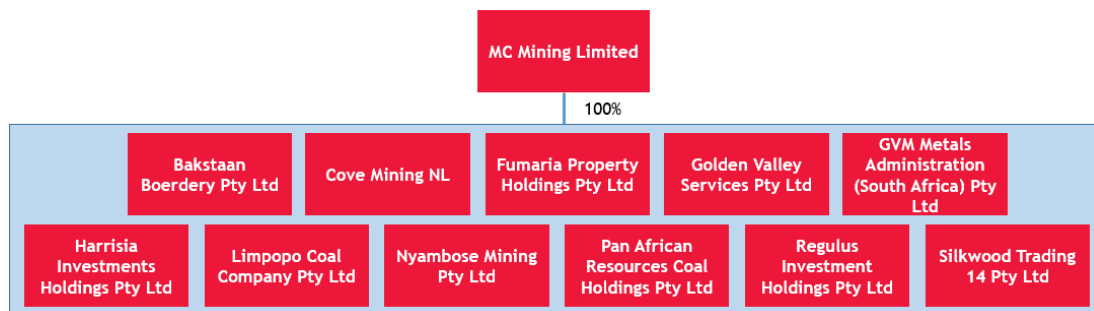 MC Mining Limited
100%
Bakstaan
Boerdery Pty Ltd
Cove Mining NL
Fumaria Property
Holdings Pty Ltd
Golden Valley
Services Pty Ltd
GVM Metals
Administration
(South Africa) Pty
Ltd
Harrisia
Investments
Holdings Pty Ltd
Limpopo Coal
Company Pty Ltd
Nyambose Mining
Pty Ltd
Pan African
Resources Coal
Holdings Pty Ltd
Regulus
Investment
Holdings Pty Ltd
Silkwood Trading
14 Pty Ltd